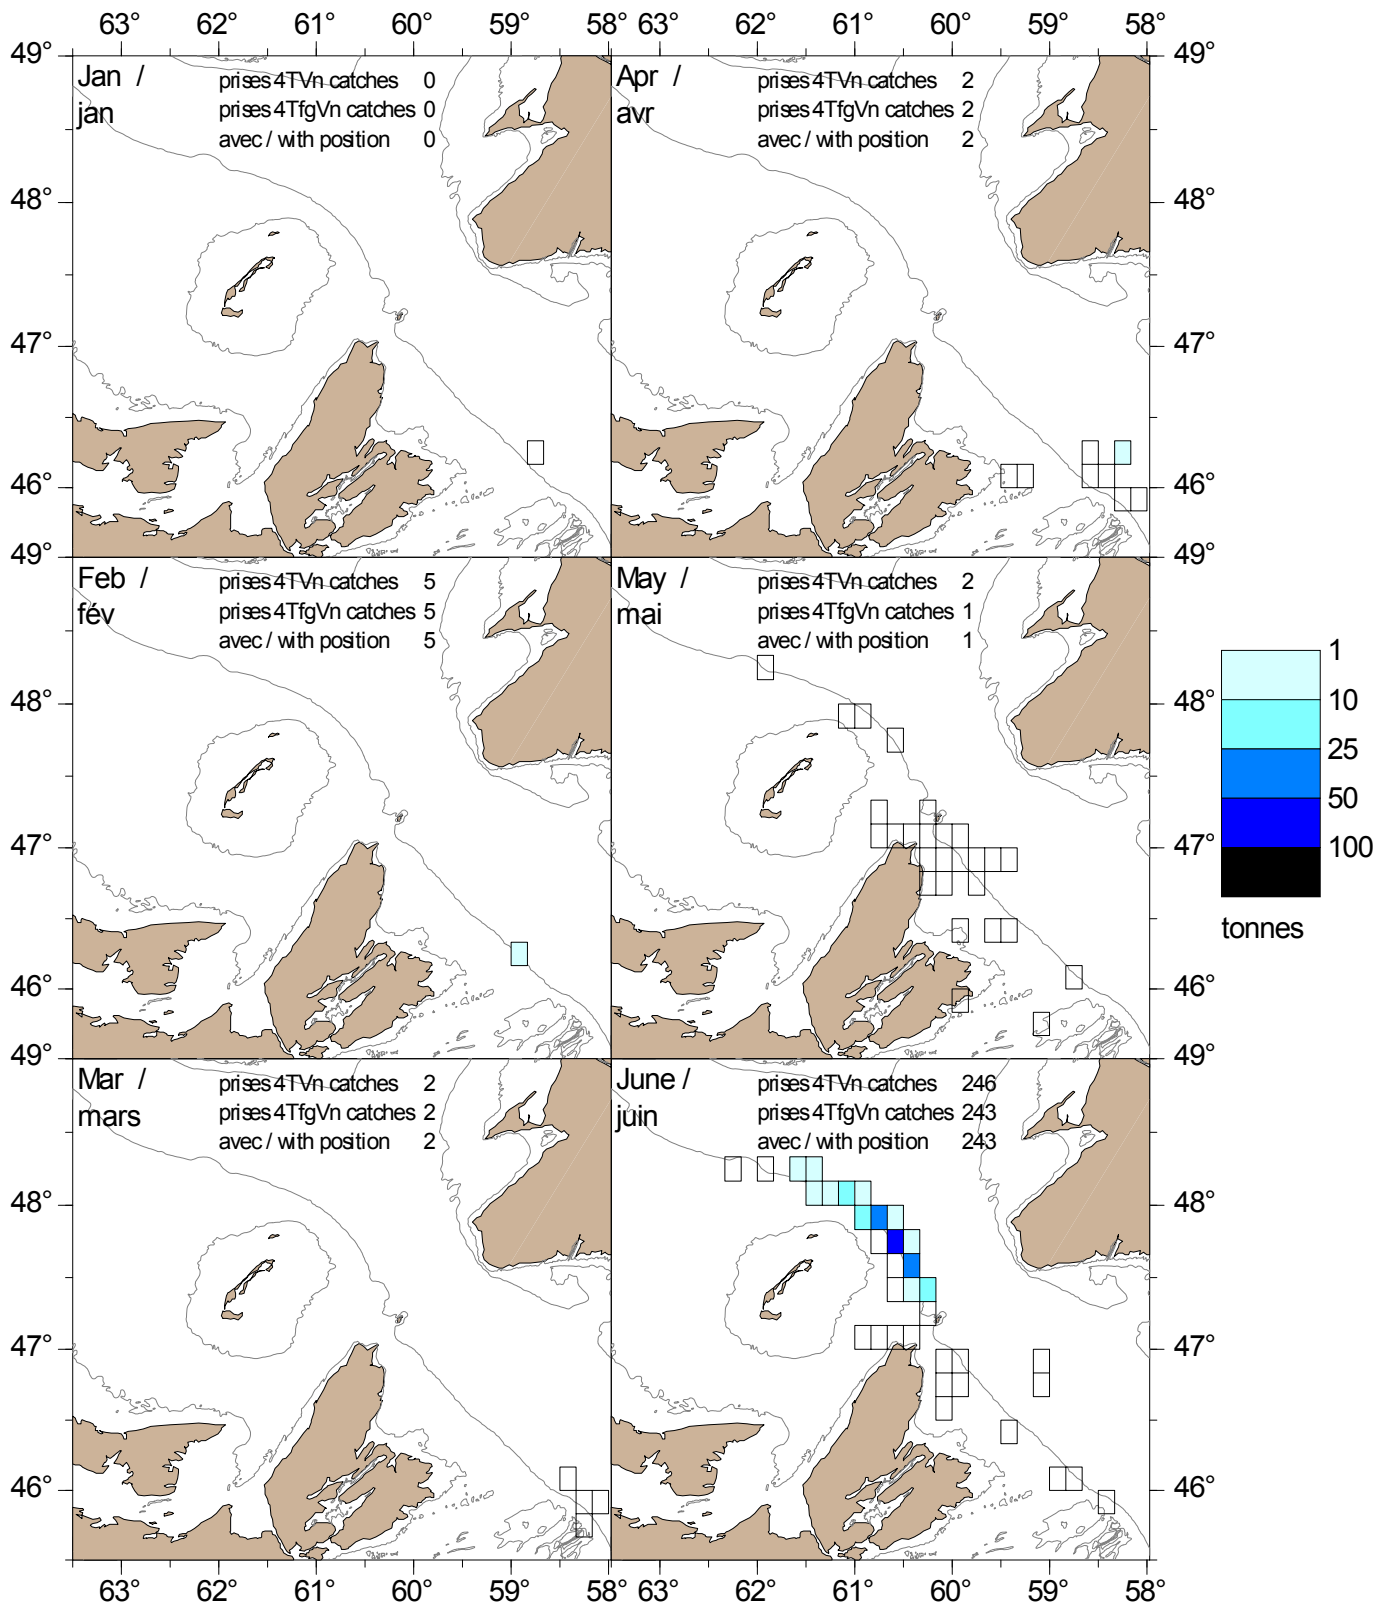 63° 62° 61° 60° 59° 58° 63° 62° 61° 60° 59° 58°
49° 49°
Jan / jan
prises 4TVn catches 0
prises 4TfgVn catches 0
avec / with position 0
Apr / avr
prises 4TVn catches 2
prises 4TfgVn catches 2
avec / with position 2
48° 48°
47° 47°
46° 46°
49° 49°
Feb / fév
prises 4TVn catches 5
prises 4TfgVn catches 5
avec / with position 5
May / mai
prises 4TVn catches 2
prises 4TfgVn catches 1
avec / with position 1
48° 48°
47° 47°
46° 46°
49° 49°
1
10
25
50
100
tonnes
Mar / mars
prises 4TVn catches 2
prises 4TfgVn catches 2
avec / with position 2
June / juin
prises 4TVn catches 246
prises 4TfgVn catches 243
avec / with position 243
48° 48°
47° 47°
46° 46°
63° 62° 61° 60° 59° 58° 63° 62° 61° 60° 59° 58°